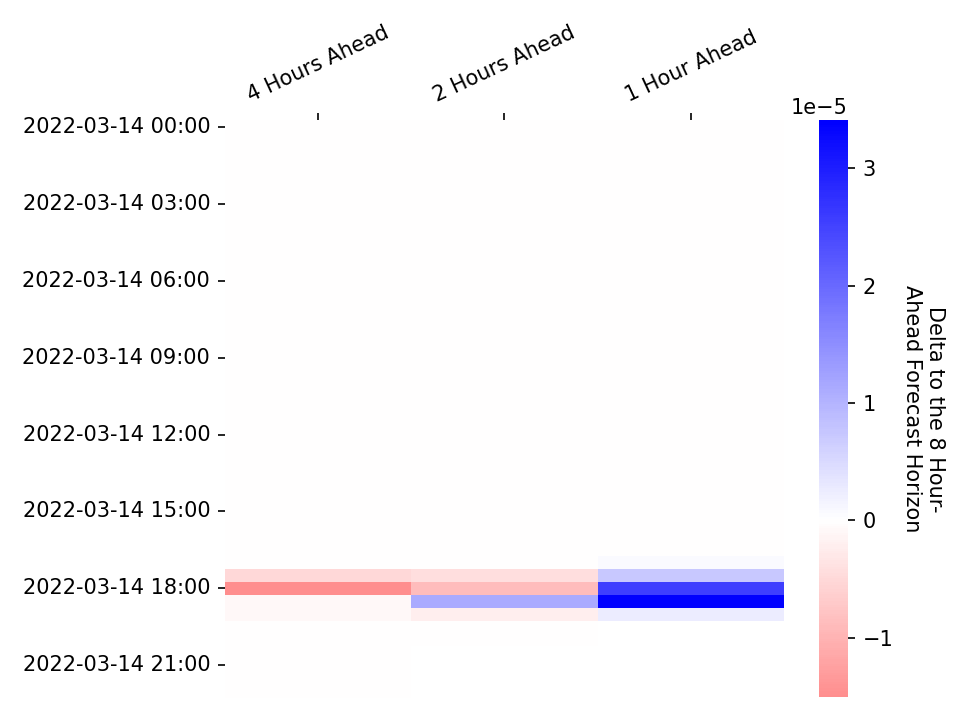 4 Hours Ahead
2 Hours Ahead
1 Hour Ahead
1e−5
2022-03-14 00:00
2022-03-14 03:00
2022-03-14 06:00
2022-03-14 09:00
2022-03-14 12:00
2022-03-14 15:00
2022-03-14 18:00
2022-03-14 21:00
3
2
1
0
−1
Delta to the 8 Hour-
Ahead Forecast Horizon